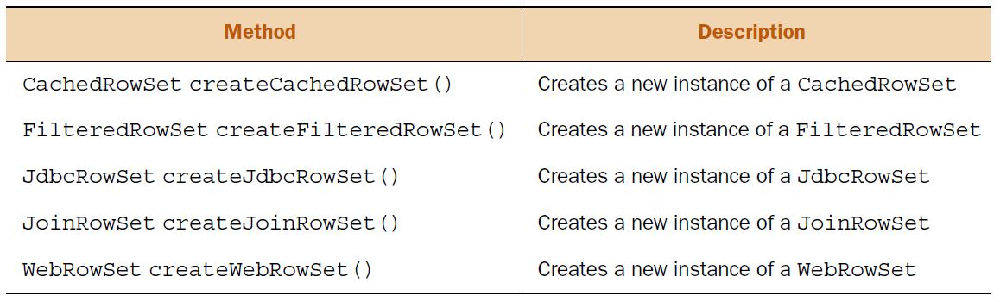 Method Description
CachedRowSet createCachedRowSet() Creates a new instance of a CachedRowSet
FilteredRowSet createFilteredRowSet() Creates a new instance of a FilteredRowSet
JdbcRowSet createJdbcRowSet() Creates a new instance of a JdbcRowSet
JoinRowSet createJoinRowSet() Creates a new instance of a JoinRowSet
WebRowSet createWebRowSet() Creates a new instance of a WebRowSet